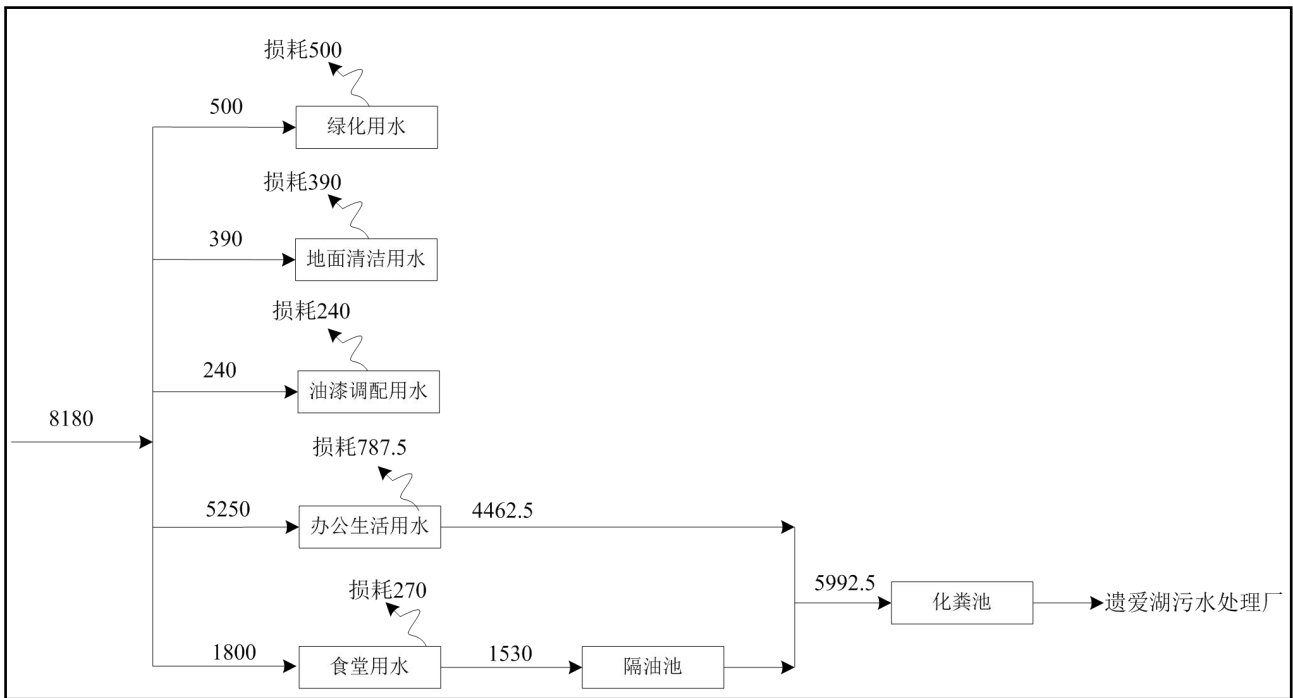 损耗500
500
绿化用水
损耗390
390
地面清洁用水
损耗240
240
油漆调配用水
8180
损耗787.5
5250
办公生活用水
4462.5
损耗270
5992.5
化粪池
遗爱湖污水处理厂
1800
食堂用水
1530
隔油池